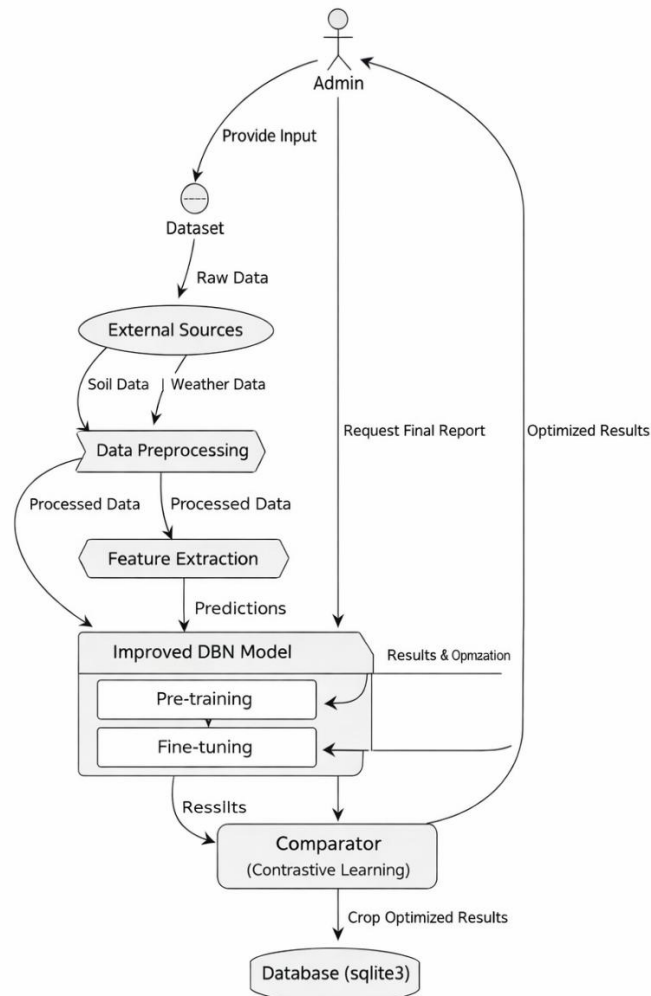 Admin
Provide Input
Dataset
Raw Data
External Sources
Soil Data
Weather Data
Request Final Report
Optimized Results
Data Preprocessing
Processed Data
Processed Data
Feature Extraction
Predictions
Improved DBN Model
Results & Opmzation
Pre-training
Fine-tuning
Ressilts
Comparator
(Contrastive Learning)
Crop Optimized Results
Database (sqlite3)